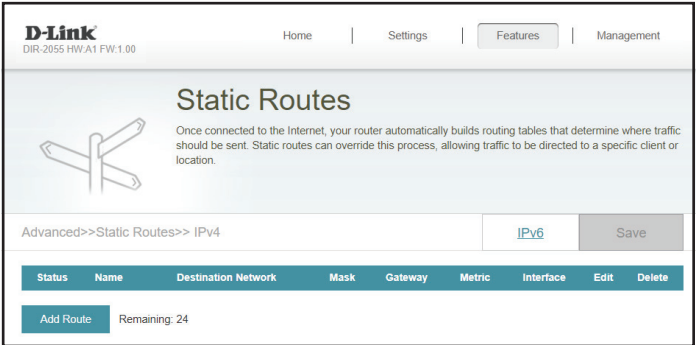 D-Link
DIR-2055 HW:A1 FW:1.00
Home | Settings | Features | Management
Static Routes
Once connected to the Internet, your router automatically builds routing tables that determine where traffic
should be sent. Static routes can override this process, allowing traffic to be directed to a specific client or
location.
Advanced>>Static Routes>> IPv4
IPv6
Save
Status Name Destination Network Mask Gateway Metric Interface Edit Delete
Add Route Remaining: 24